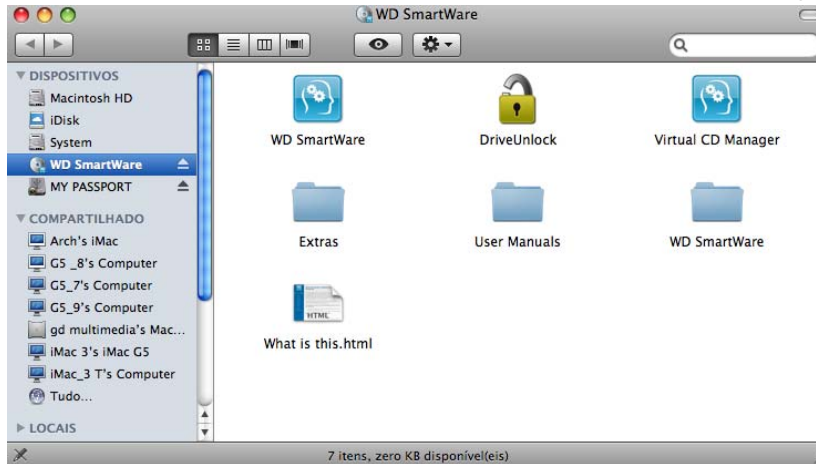 WD SmartWare
DISPOSITIVOS
Macintosh HD
iDisk
System
WD SmartWare
MY PASSPORT
COMPARTILHADO
Arch's iMac
G5 _8's Computer
G5_7's Computer
G5_9's Computer
gd multimedia's Mac...
iMac 3's iMac G5
iMac_3 T's Computer
Tudo...
LOCAIS
WD SmartWare
DriveUnlock
Virtual CD Manager
Extras
User Manuals
WD SmartWare
HTML
What is this.html
7 itens, zero KB disponível(eis)